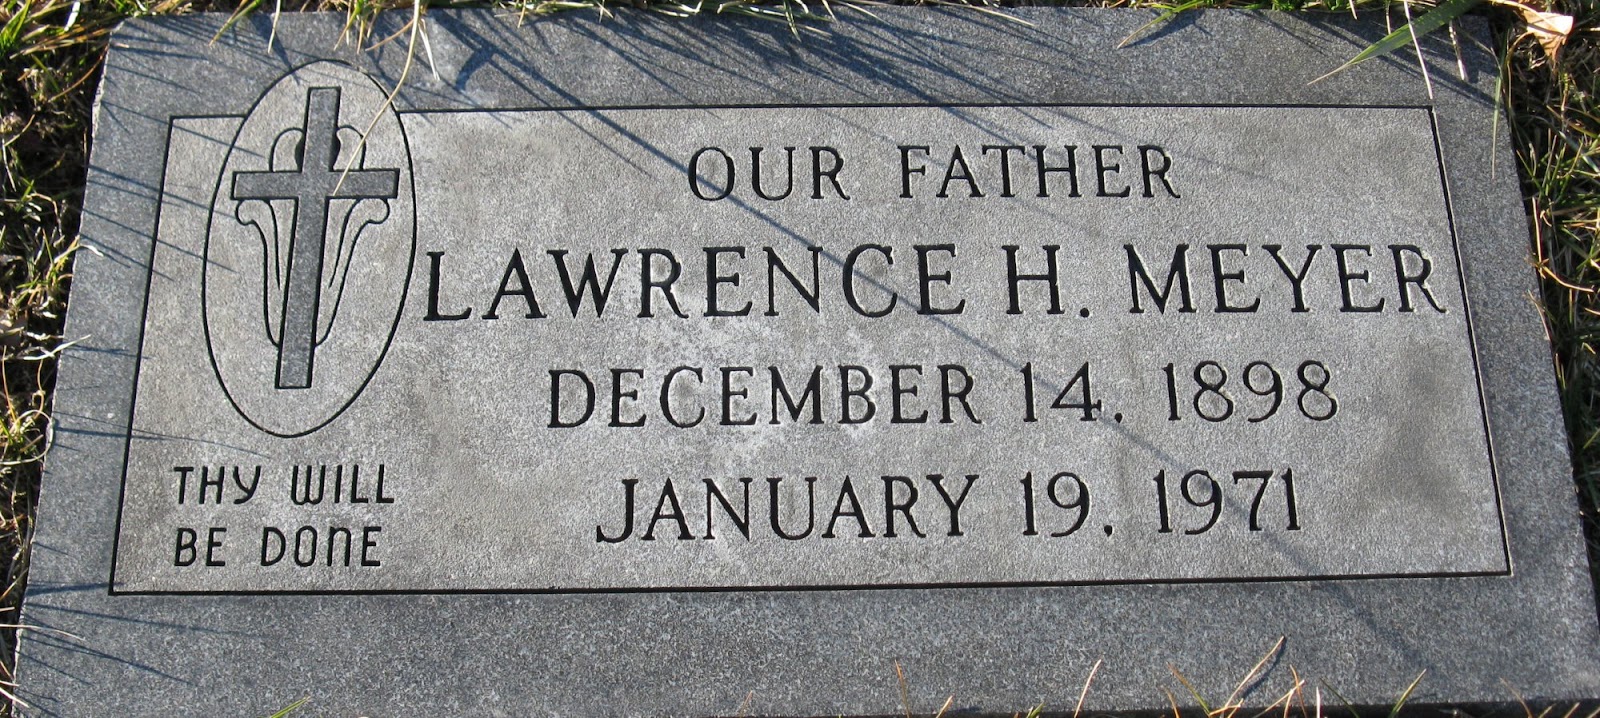 OUR FATHER
LAWRENCE H. MEYER
DECEMBER 14, 1898
JANUARY 19, 1971
THY WILL
BE DONE